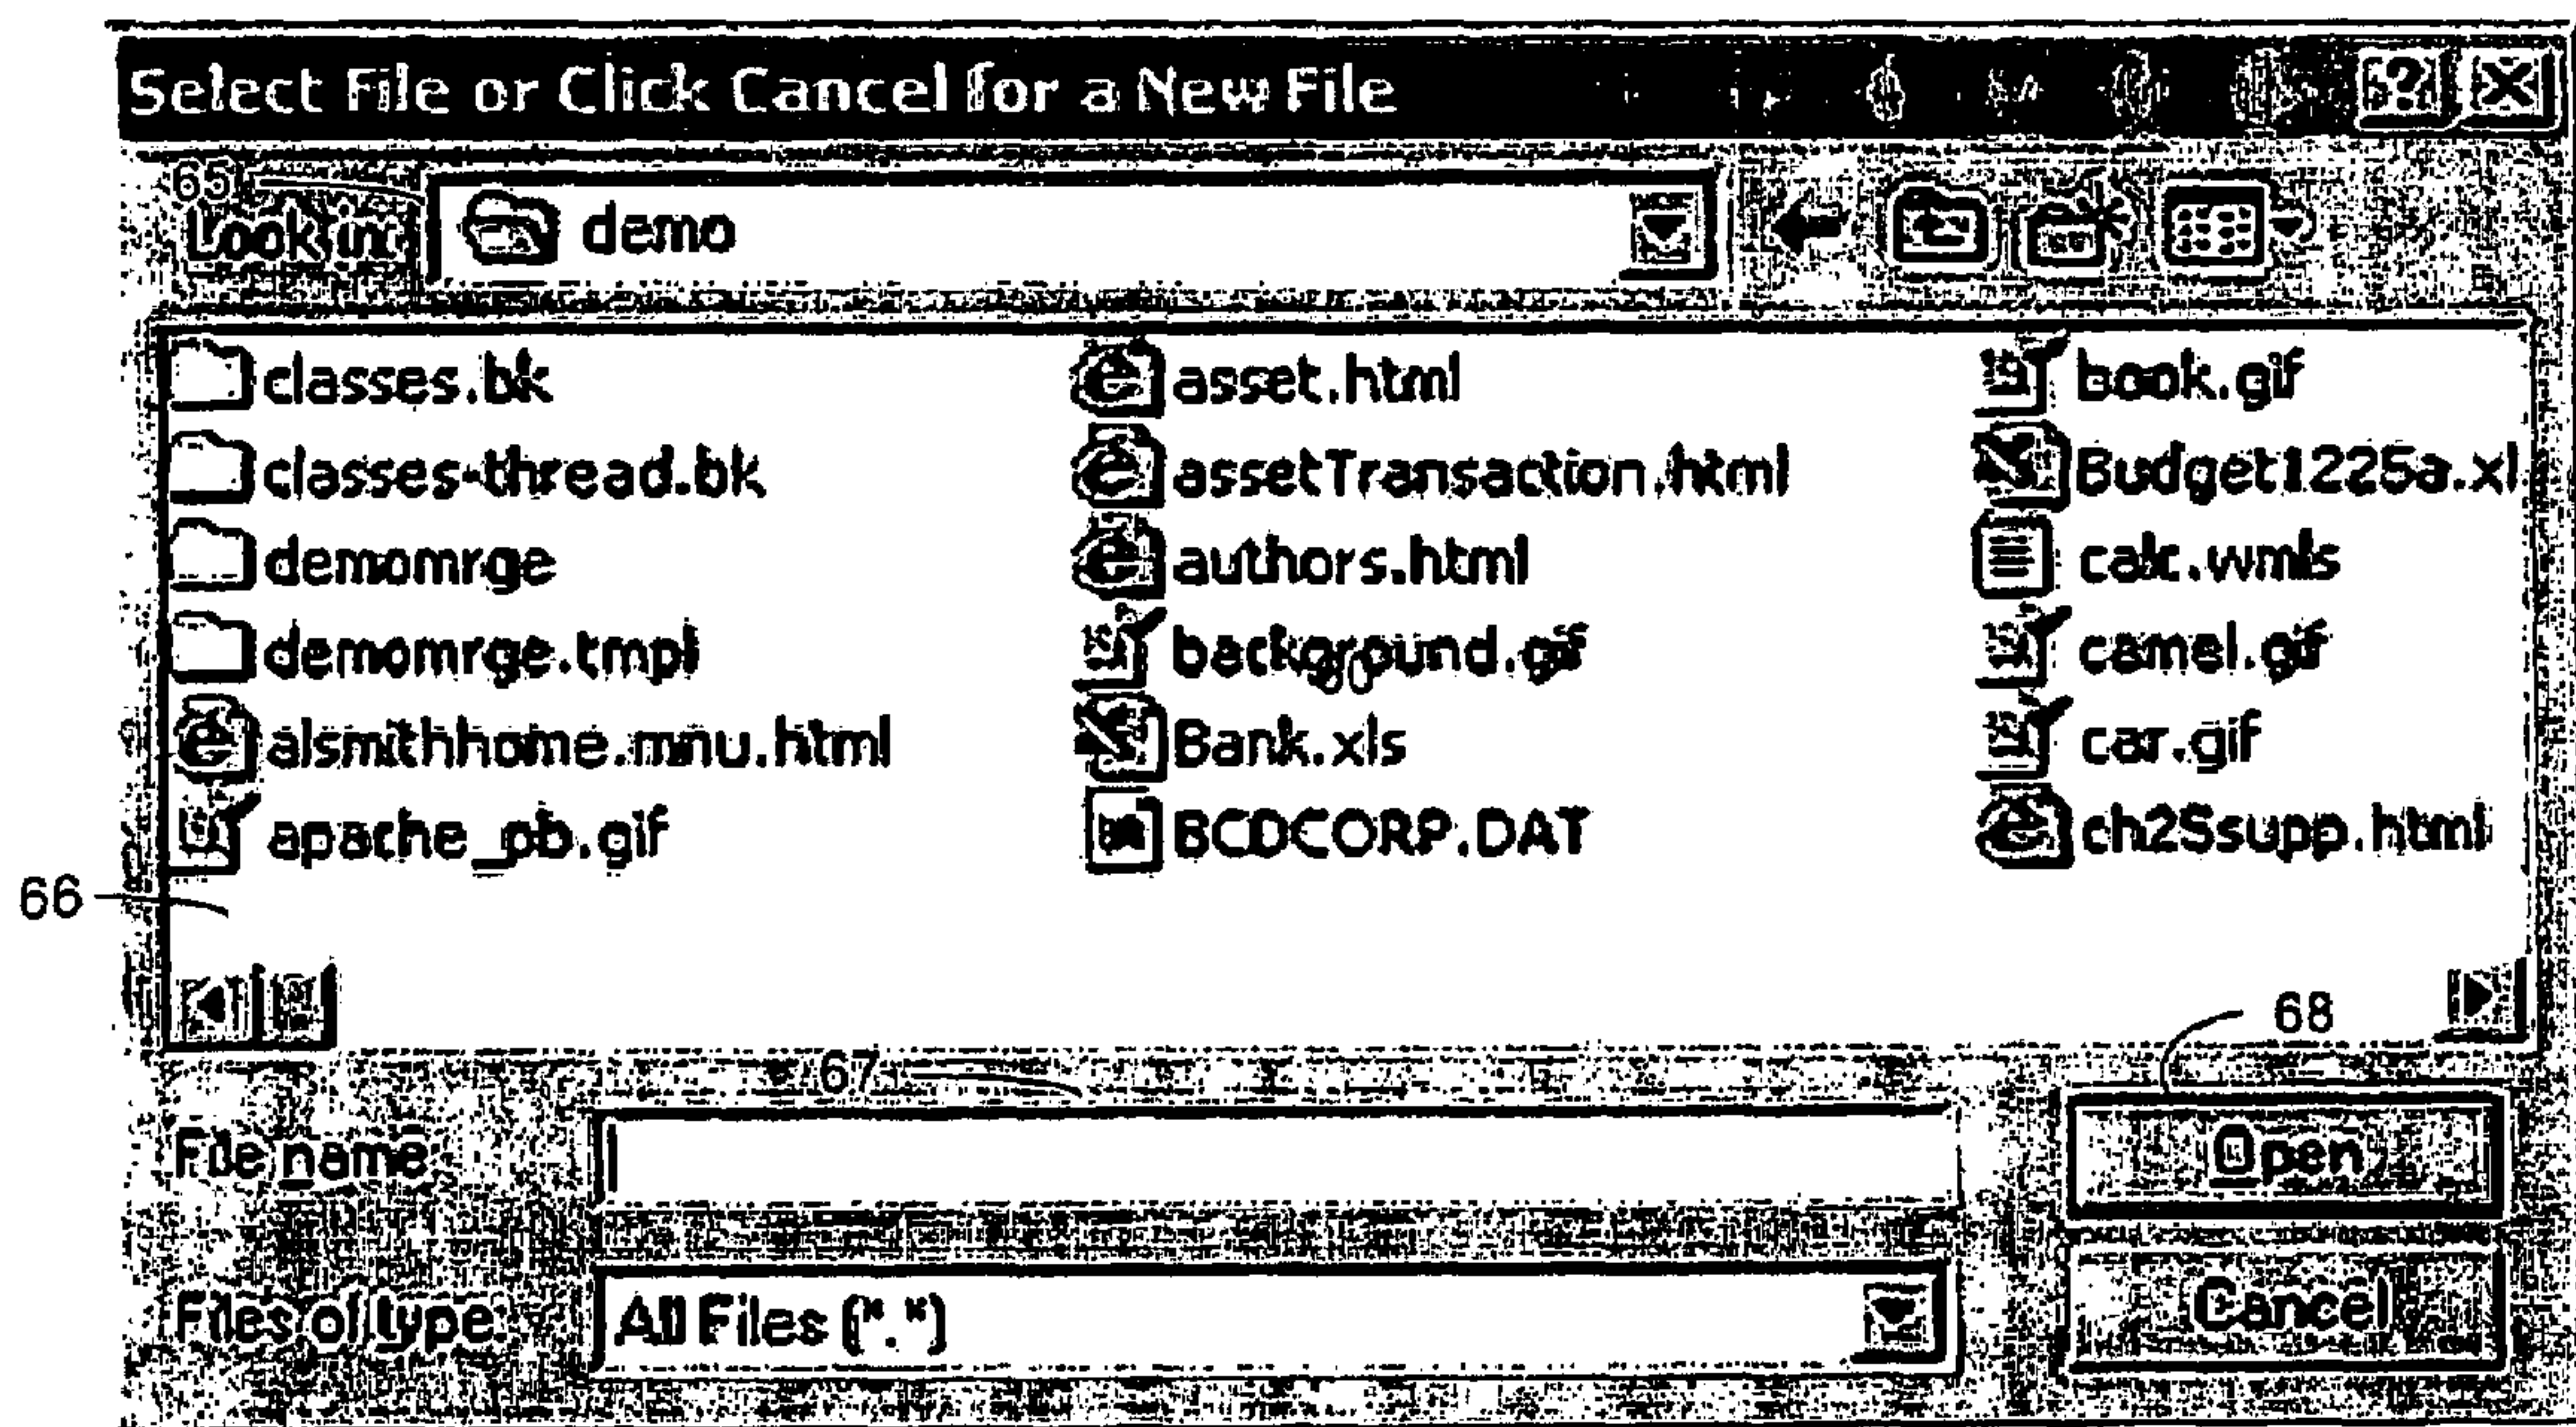 Select File or Click Cancel for a New File
65
Look in: demo
classes.bk asset.html book.gif
classes-thread.bk assetTransaction.html Budget1225a.xl
demomrge authors.html calc.wmls
demomrge.tmpl background.gif camel.gif
alsmithhome.mnu.html Bank.xls car.gif
apache_pb.gif BCDCORP.DAT ch25supp.html
66
68
67
File name: Open
Files of type: All Files (*.*) Cancel